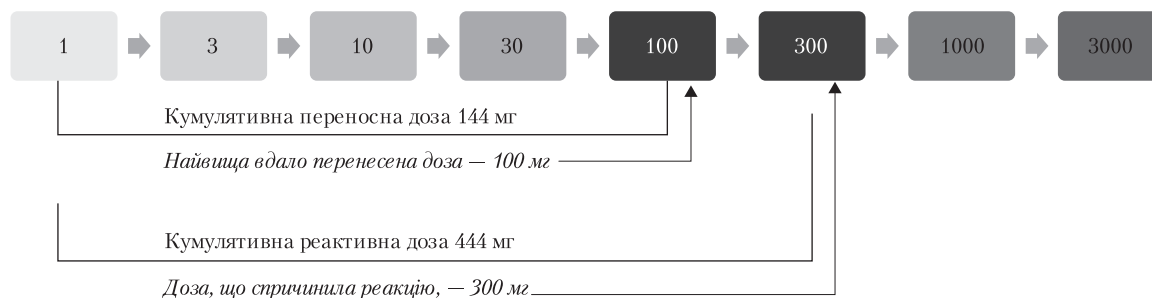 1 3 10 30 100 300 1000 3000
Кумулятивна переносна доза 144 мг
Найвища вдало перенесена доза — 100 мг
Кумулятивна реактивна доза 444 мг
Доза, що спричинила реакцію, — 300 мг